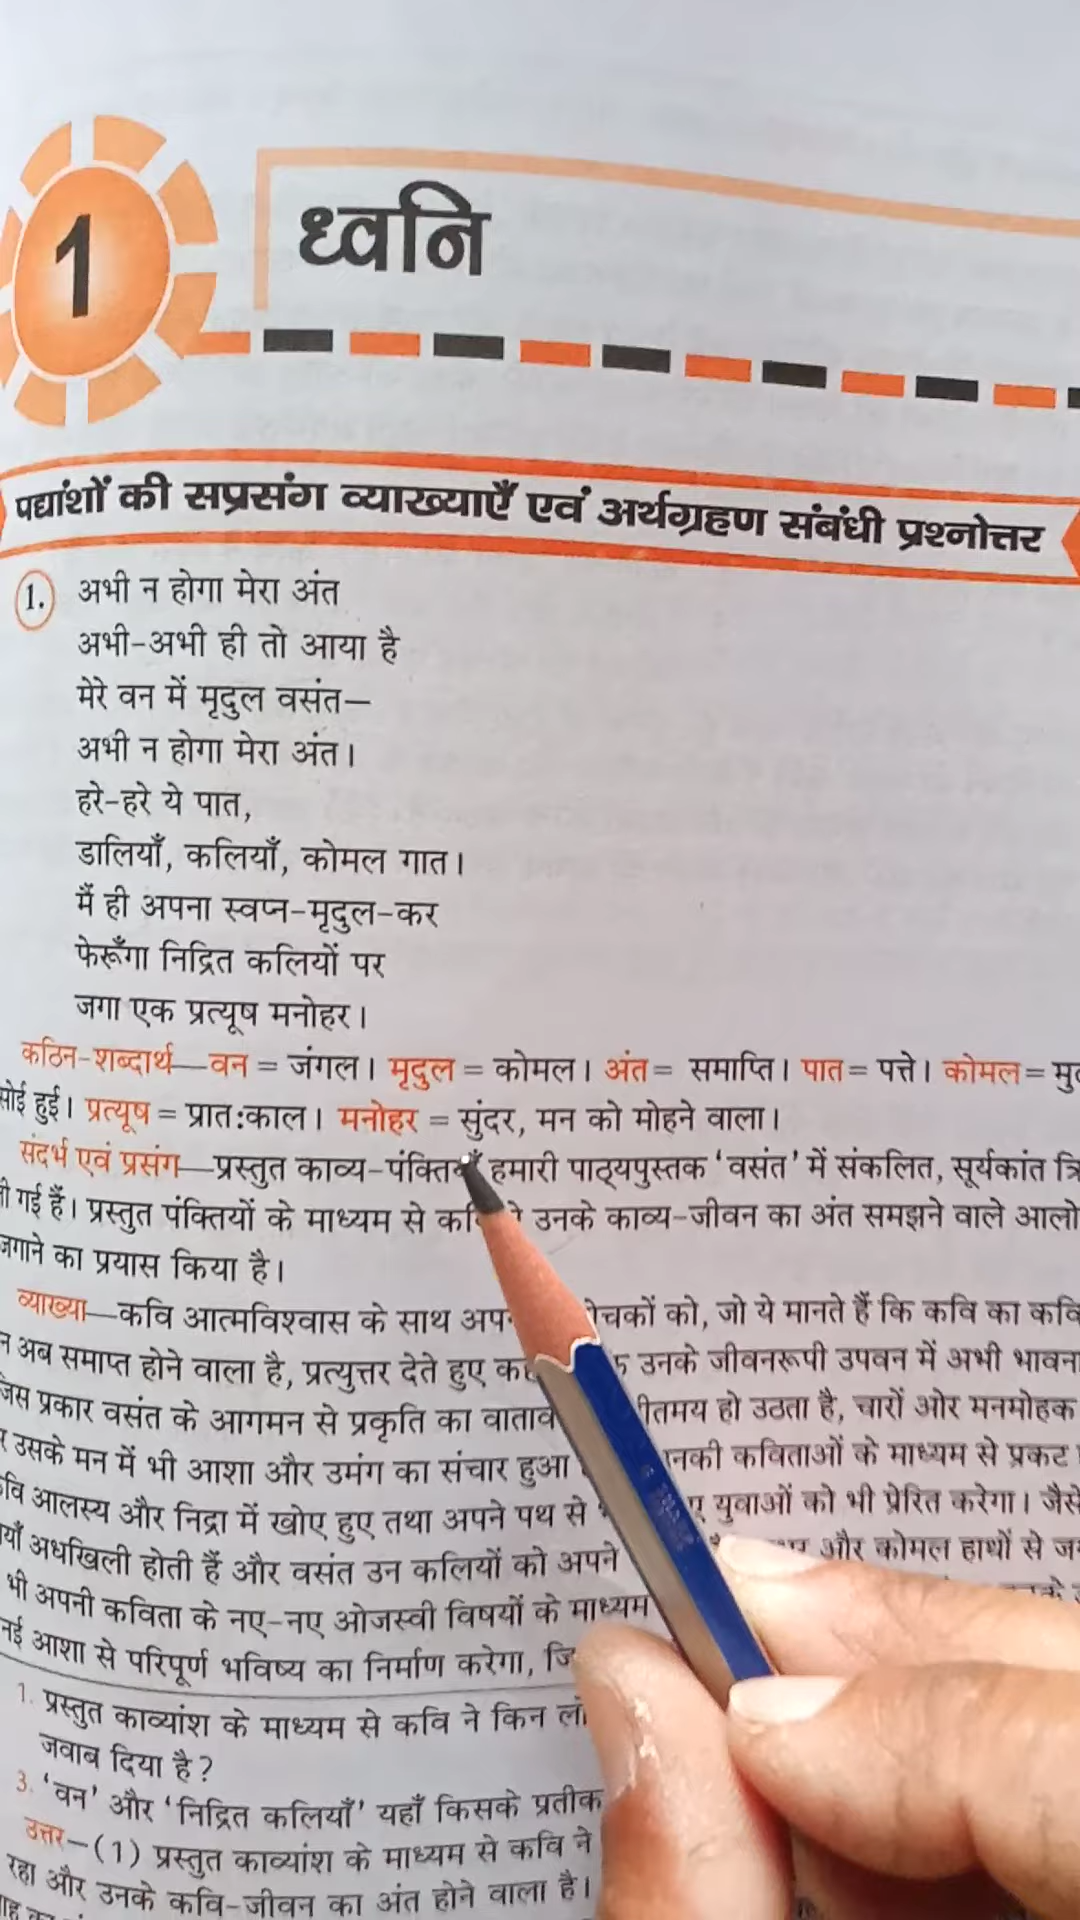 1
ध्वनि
पद्यांशों की सप्रसंग व्याख्याएँ एवं अर्थग्रहण संबंधी प्रश्नोत्तर
1. अभी न होगा मेरा अंत
अभी-अभी ही तो आया है
मेरे वन में मृदुल वसंत—
अभी न होगा मेरा अंत।
हरे-हरे ये पात,
डालियाँ, कलियाँ, कोमल गात।
मैं ही अपना स्वप्न-मृदुल-कर
फेरूँगा निद्रित कलियों पर
जगा एक प्रत्यूष मनोहर।
कठिन-शब्दार्थ—वन = जंगल। मृदुल = कोमल। अंत = समाप्ति। पात = पत्ते। कोमल =
सोई हुई। प्रत्यूष = प्रात:काल। मनोहर = सुंदर, मन को मोहने वाला।
संदर्भ एवं प्रसंग—प्रस्तुत काव्य- हमारी पाठ्यपुस्तक ‘वसंत’ में संकलित, सूर्यकांत
गई हैं। प्रस्तुत पंक्तियों के माध्यम से उनके काव्य-जीवन का अंत समझने वाले
जगाने का प्रयास किया है।
व्याख्या—कवि आत्मविश्वास के साथ को, जो ये मानते हैं कि कवि का
अब समाप्त होने वाला है, प्रत्युत्तर देते हुए उनके जीवनरूपी उपवन में अभी
जिस प्रकार वसंत के आगमन से प्रकृति का हो उठता है, चारों ओर मनमोहक
उसके मन में भी आशा और उमंग का संचार हुआ कविताओं के माध्यम से प्रकट
आलस्य और निद्रा में खोए हुए तथा अपने पथ से युवाओं को भी प्रेरित करेगा। जैसे
अधखिली होती हैं और वसंत उन कलियों को अपने और कोमल हाथों से
भी अपनी कविता के नए-नए ओजस्वी विषयों के माध्यम
नई आशा से परिपूर्ण भविष्य का निर्माण करेगा,
1. प्रस्तुत काव्यांश के माध्यम से कवि ने किन
जवाब दिया है?
3. ‘वन’ और ‘निद्रित कलियाँ’ यहाँ किसके प्रतीक
उत्तर—(1) प्रस्तुत काव्यांश के माध्यम से कवि ने
रहा और उनके कवि-जीवन का अंत होने वाला है।